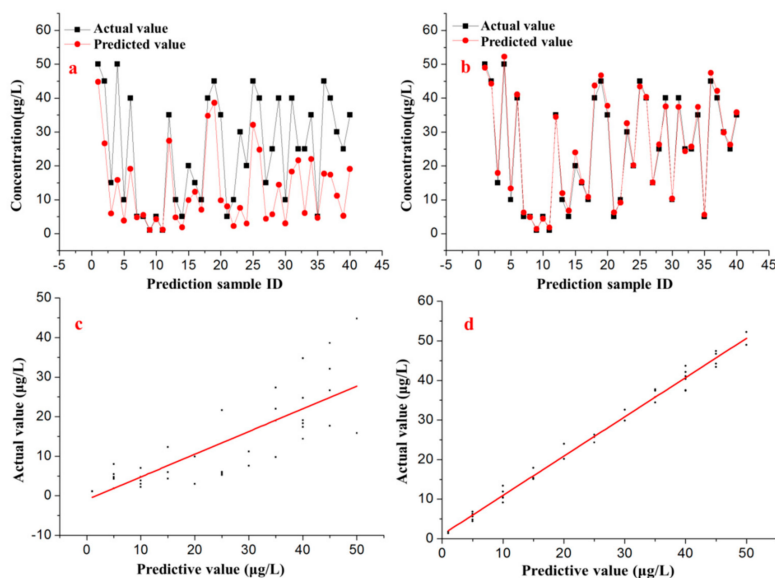 Actual value
Predicted value
a
Concentration(μg/L)
60
50
40
30
20
10
0
-5 0 5 10 15 20 25 30 35 40 45
Prediction sample ID
Actual value
Predicted value
b
Concentration(μg/L)
60
50
40
30
20
10
0
-5 0 5 10 15 20 25 30 35 40 45
Prediction sample ID
c
Actual value (μg/L)
50
40
30
20
10
0
-10
0 10 20 30 40 50
Predictive value (μg/L)
d
Actual value (μg/L)
60
50
40
30
20
10
0
0 10 20 30 40 50
Predictive value (μg/L)